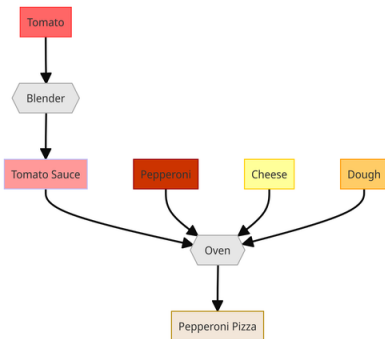 Tomato
Blender
Tomato Sauce
Pepperoni
Cheese
Dough
Oven
Pepperoni Pizza